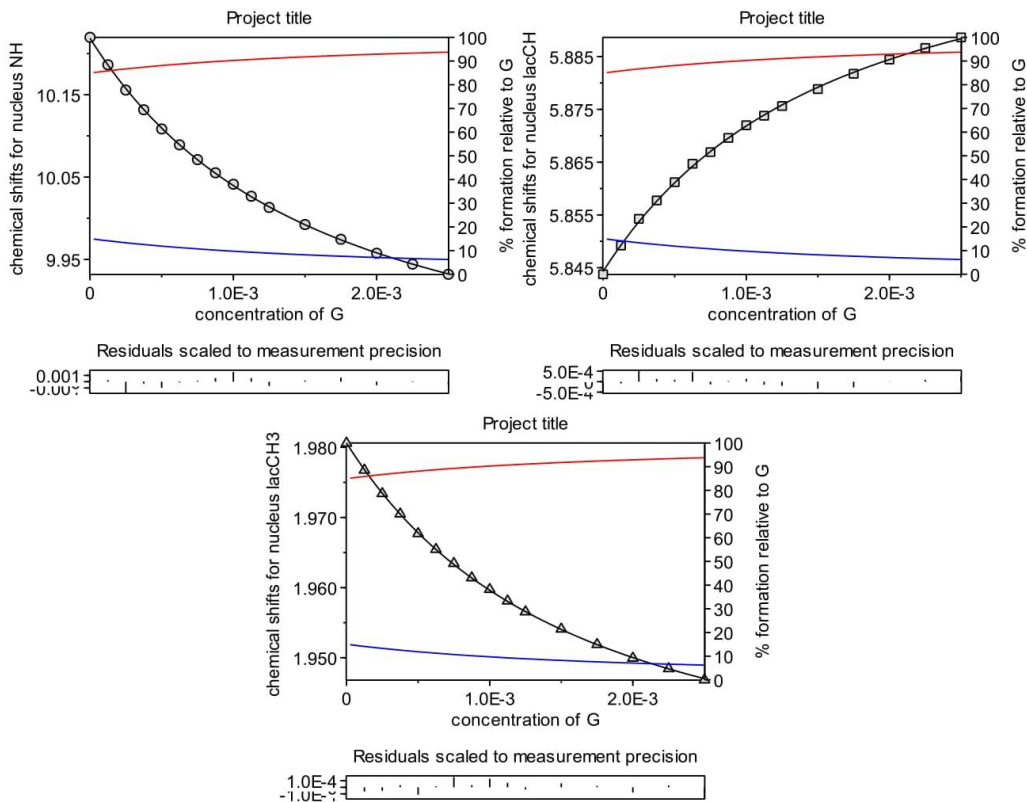 Project title
chemical shifts for nucleus NH
10.15
10.05
9.95
100
90
80
70
60
50
40
30
20
10
0
% formation relative to G
0
1.0E-3
2.0E-3
concentration of G
Residuals scaled to measurement precision
0.001
Project title
chemical shifts for nucleus lacCH
5.885
5.875
5.865
5.855
5.845
100
90
80
70
60
50
40
30
20
10
0
% formation relative to G
0
1.0E-3
2.0E-3
concentration of G
Residuals scaled to measurement precision
5.0E-4
-5.0E-4
Project title
chemical shifts for nucleus lacCH3
1.980
1.970
1.960
1.950
100
90
80
70
60
50
40
30
20
10
0
% formation relative to G
0
1.0E-3
2.0E-3
concentration of G
Residuals scaled to measurement precision
1.0E-4